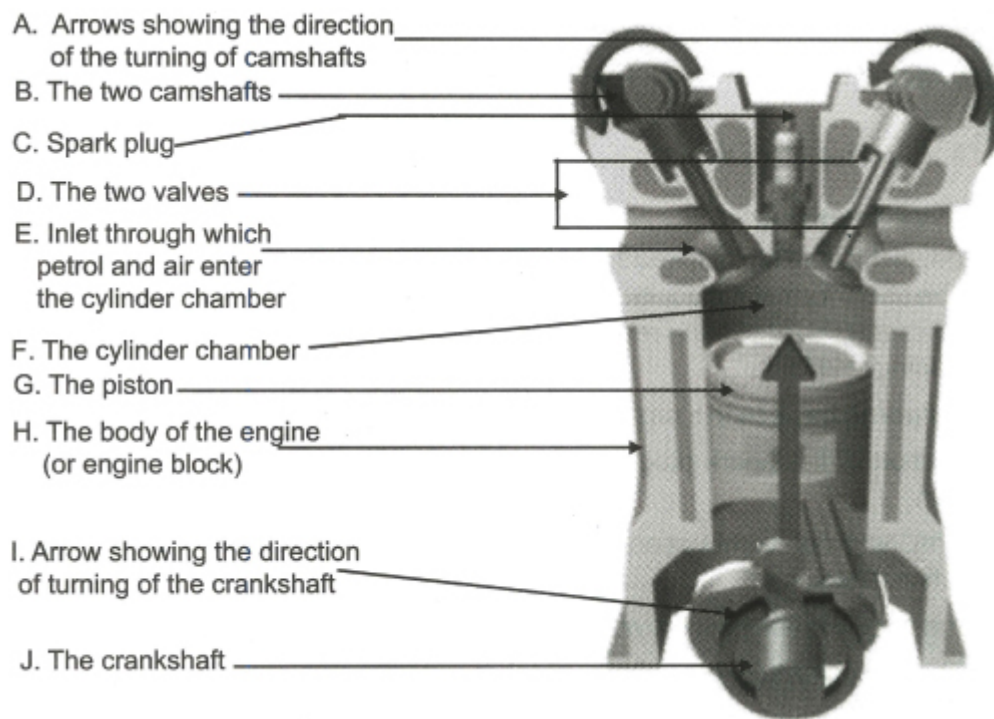 A. Arrows showing the direction
of the turning of camshafts
B. The two camshafts
C. Spark plug
D. The two valves
E. Inlet through which
petrol and air enter
the cylinder chamber
F. The cylinder chamber
G. The piston
H. The body of the engine
(or engine block)
I. Arrow showing the direction
of turning of the crankshaft
J. The crankshaft